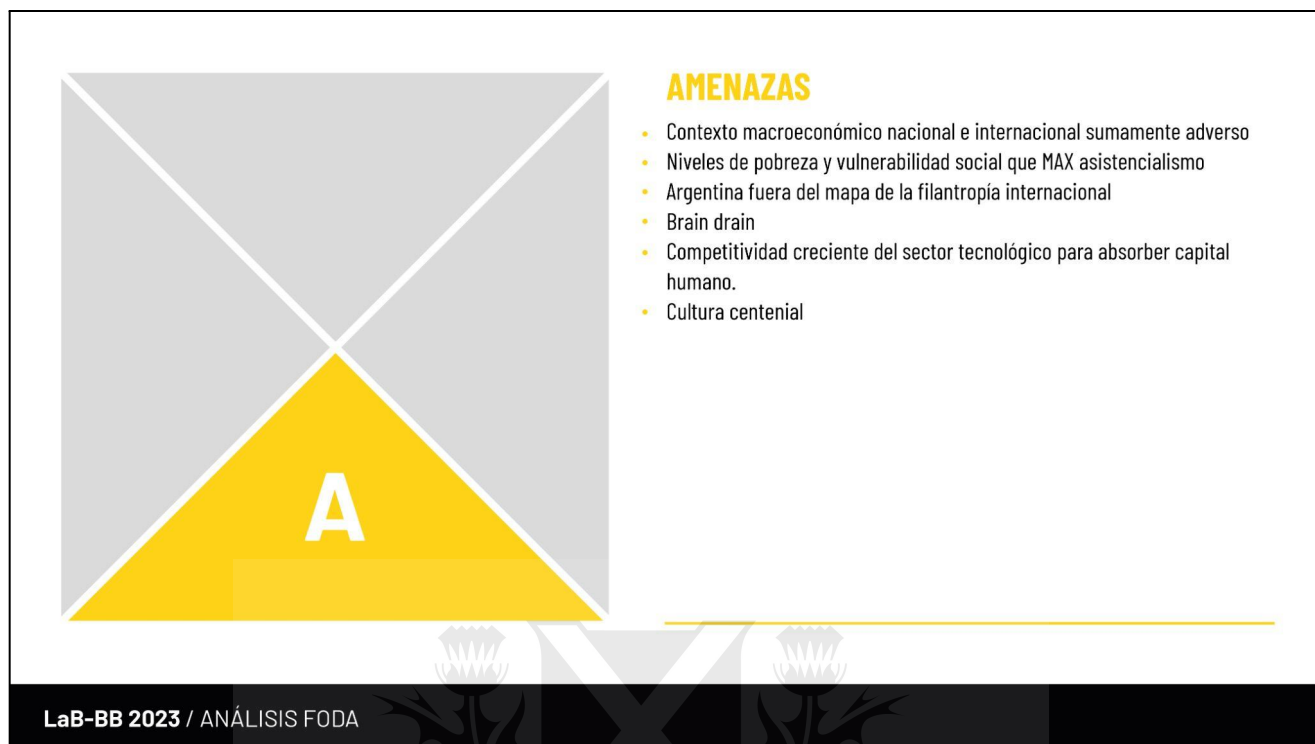 AMENAZAS
• Contexto macroeconómico nacional e internacional sumamente adverso
• Niveles de pobreza y vulnerabilidad social que MAX asistencialismo
• Argentina fuera del mapa de la filantropía internacional
• Brain drain
• Competitividad creciente del sector tecnológico para absorber capital
humano.
• Cultura centenial
A
LaB-BB 2023 / ANÁLISIS FODA